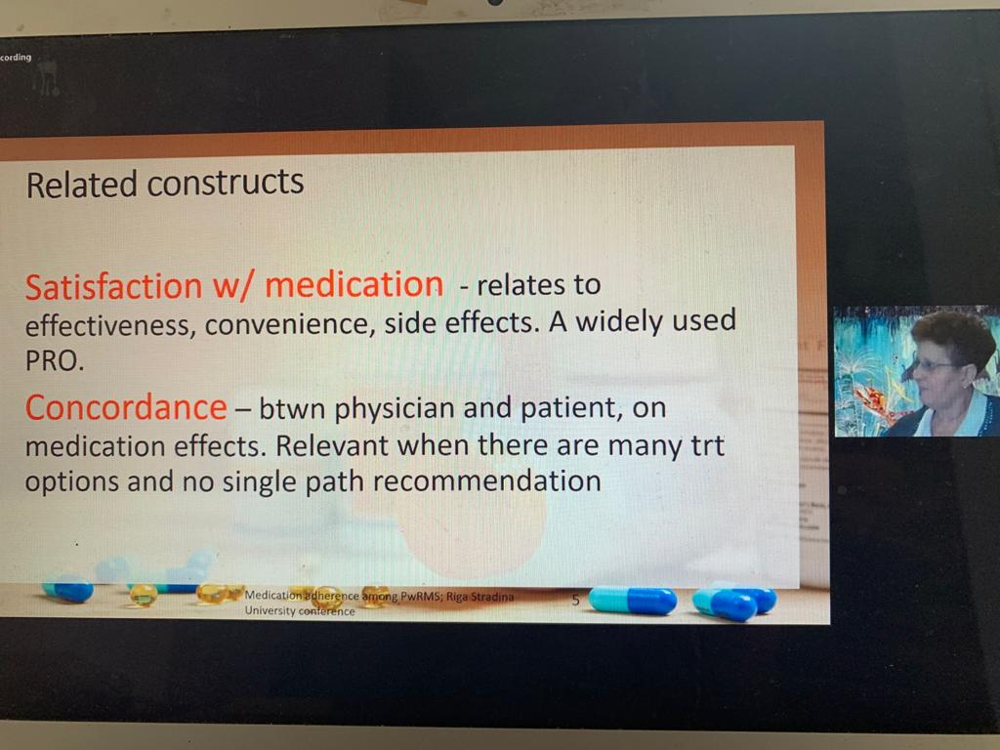 cording
Related constructs
Satisfaction w/ medication - relates to
effectiveness, convenience, side effects. A widely used
PRO.
Concordance – btwn physician and patient, on
medication effects. Relevant when there are many trt
options and no single path recommendation
Medication adherence among PwRMS; Riga Stradina
University conference
5